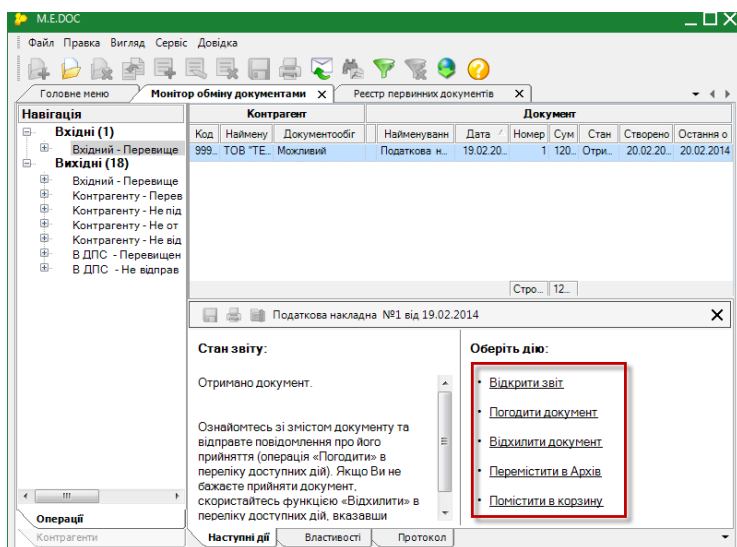 M.E.DOC
Файл Правка Вигляд Сервіс Довідка
Головне меню Монітор обміну документами X Реєстр первинних документів X
Навігація
Вхідні (1)
Вхідний - Перевище
Вихідні (18)
Вхідний - Перевище
Контрагенту - Перев
Контрагенту - Не під
Контрагенту - Не от
Контрагенту - Не від
В ДПС - Перевищен
В ДПС - Не відправ
Операції
Контрагенти
Контрагент Документ
Код Наймену Документообіг Найменуванн Дата Номер Сум Стан Створено Остання о
999... ТОВ "ТЕ... Можливий Податкова н... 19.02.20... 1 120... Отри... 20.02.20... 20.02.2014
Стро... 12...
Податкова накладна №1 від 19.02.2014
Стан звіту:
Отримано документ.
Ознайомтесь зі змістом документу та
відправте повідомлення про його
прийняття (операція «Погодити» в
переліку доступних дій). Якщо Ви не
бажаєте прийняти документ,
скористайтесь функцією «Відхилити» в
переліку доступних дій, вказавши
Оберіть дію:
• Відкрити звіт
• Погодити документ
• Відхилити документ
• Перемістити в Архів
• Помістити в корзину
Наступні дії Властивості Протокол